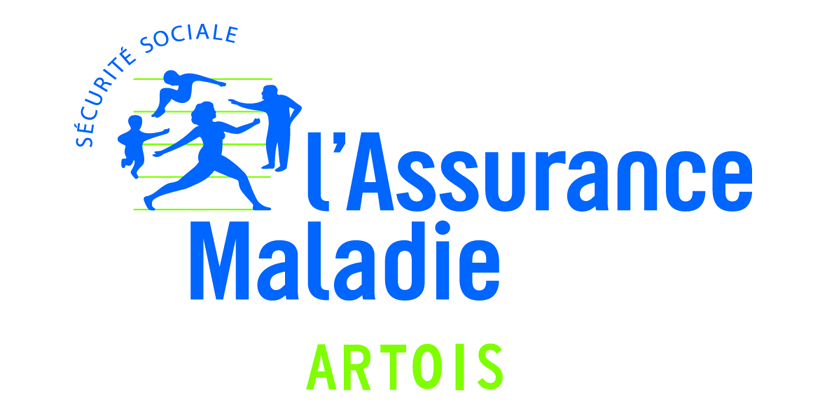 SÉCURITÉ SOCIALE
l'Assurance
Maladie
ARTOIS